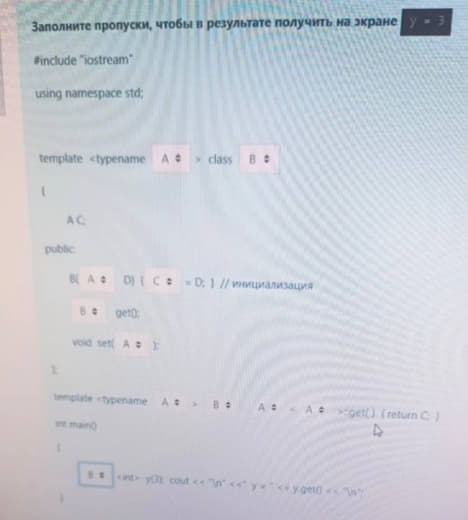 Заполните пропуски, чтобы в результате получить на экране y = 3
#include "iostream"
using namespace std;
template <typename A > class B
{
A C;
public:
B( A D) { C = D; } // инициализация
B get();
void set( A );
};
template <typename A > B A < A >::get() { return C; }
int main()
{
B <int> y(3); cout << "\n" <<" y = " << y.get() << "\n";
}